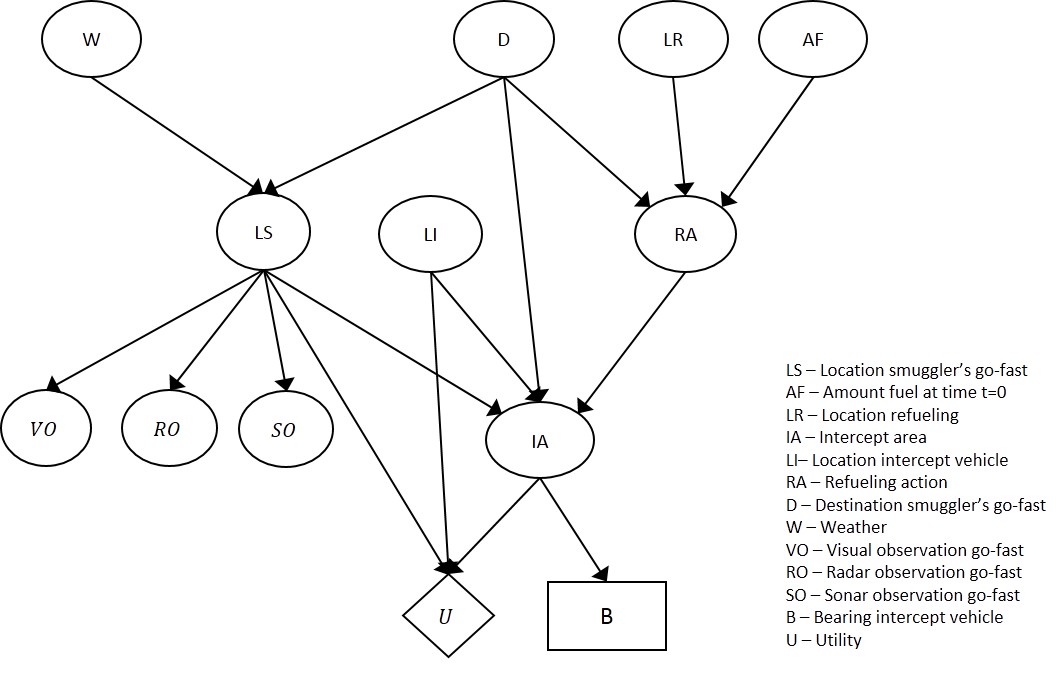 W
D
LR
AF
LS
LI
RA
VO
RO
SO
IA
U
B
LS – Location smuggler’s go-fast
AF – Amount fuel at time t=0
LR – Location refueling
IA – Intercept area
LI– Location intercept vehicle
RA – Refueling action
D – Destination smuggler’s go-fast
W – Weather
VO – Visual observation go-fast
RO – Radar observation go-fast
SO – Sonar observation go-fast
B – Bearing intercept vehicle
U – Utility